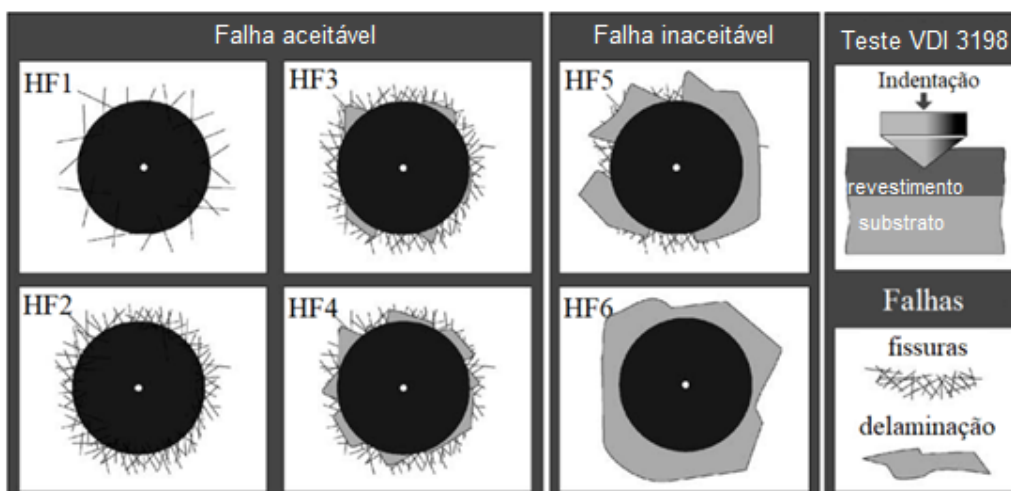 Falha aceitável
Falha inaceitável
Teste VDI 3198
HF1
HF3
HF5
Indentação
revestimento
substrato
HF2
HF4
HF6
Falhas
fissuras
delaminação